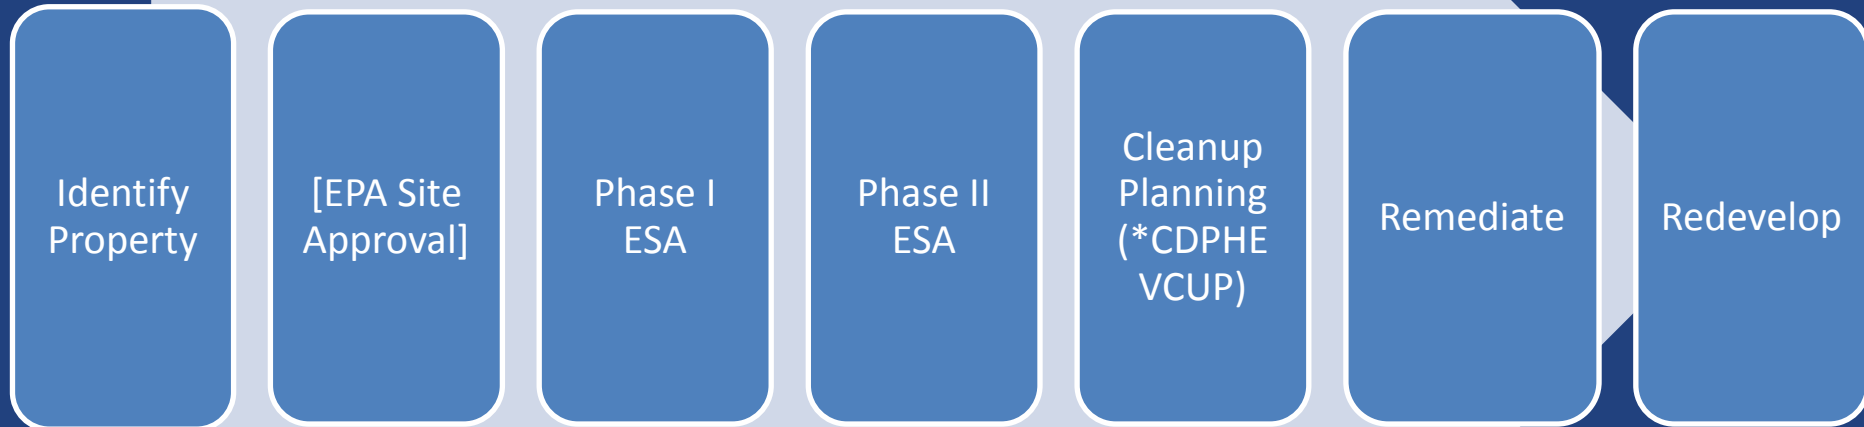 Identify
Property
[EPA Site
Approval]
Phase I
ESA
Phase II
ESA
Cleanup
Planning
(*CDPHE
VCUP)
Remediate
Redevelop